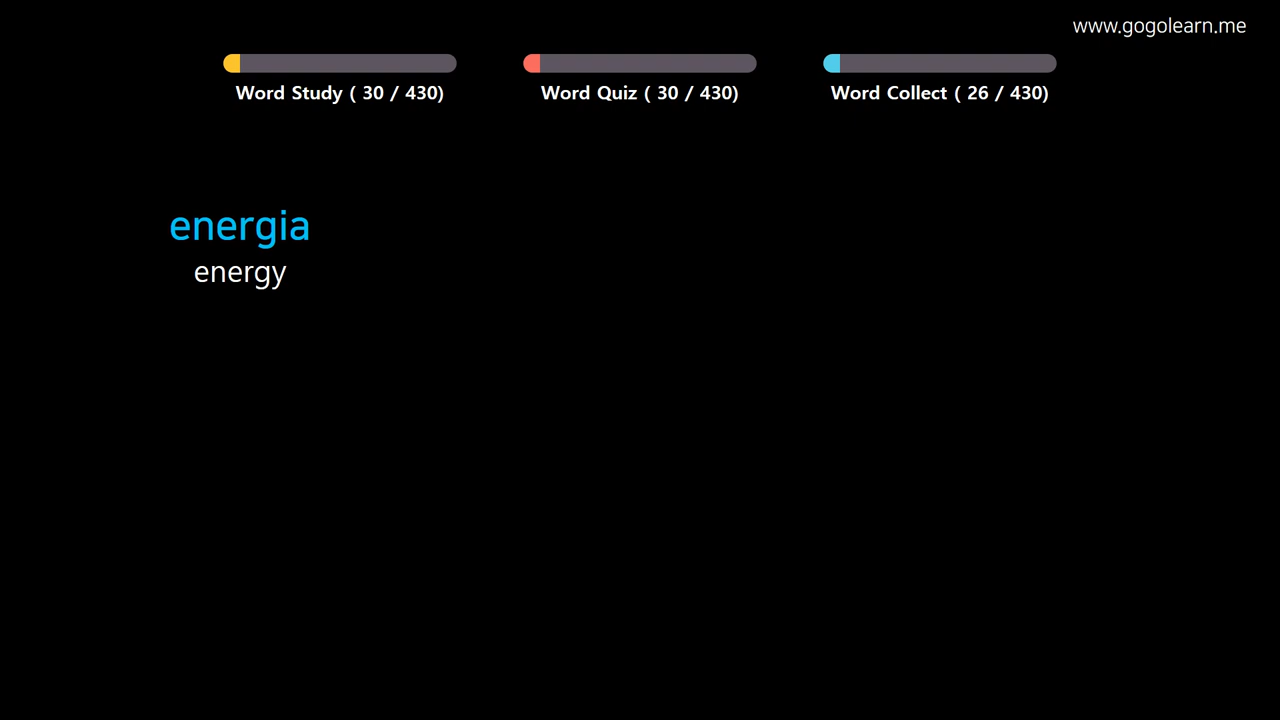 www.gogolearn.me
Word Study ( 30 / 430)
Word Quiz ( 30 / 430)
Word Collect ( 26 / 430)
energia
energy